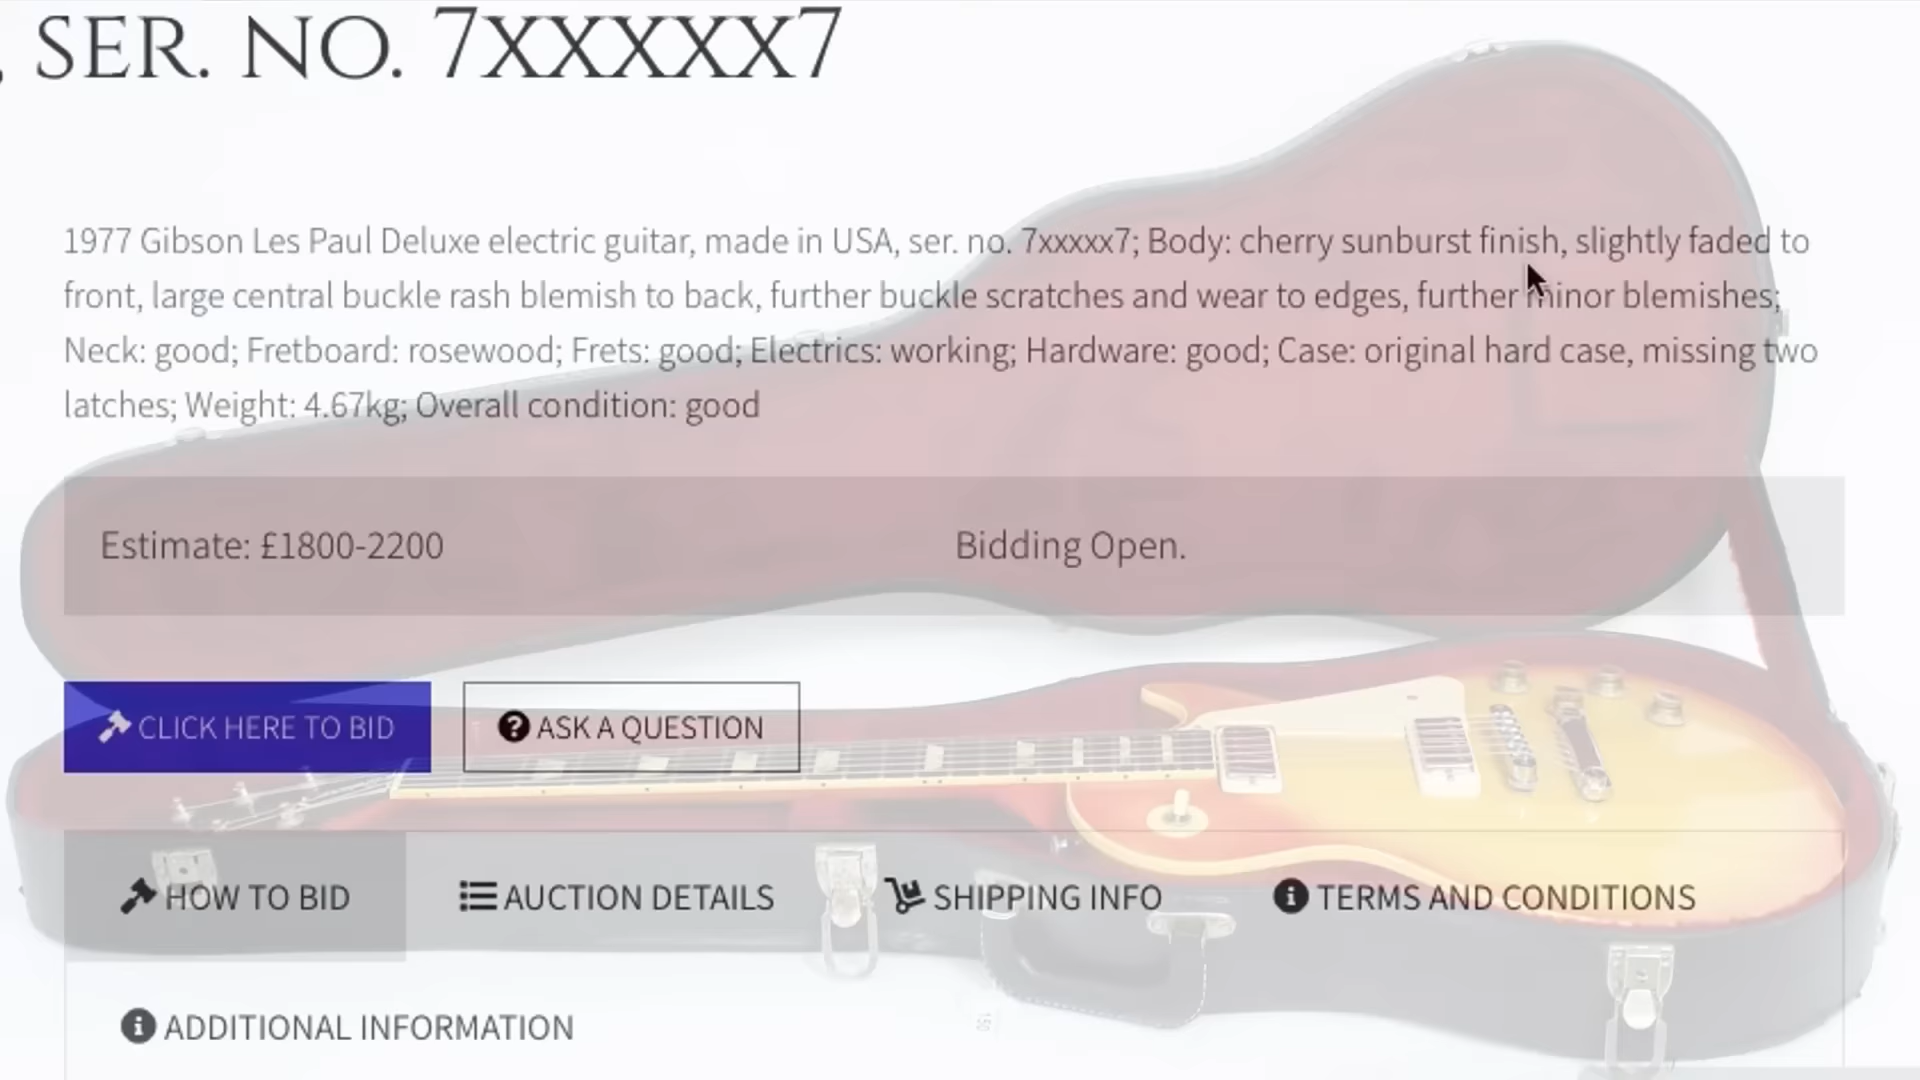 , SER. NO. 7XXXXX7
1977 Gibson Les Paul Deluxe electric guitar, made in USA, ser. no. 7xxxxx7; Body: cherry sunburst finish, slightly faded to
front, large central buckle rash blemish to back, further buckle scratches and wear to edges, further minor blemishes;
Neck: good; Fretboard: rosewood; Frets: good; Electrics: working; Hardware: good; Case: original hard case, missing two
latches; Weight: 4.67kg; Overall condition: good
Estimate: £1800-2200
Bidding Open.
CLICK HERE TO BID
ASK A QUESTION
HOW TO BID
AUCTION DETAILS
SHIPPING INFO
TERMS AND CONDITIONS
ADDITIONAL INFORMATION
150